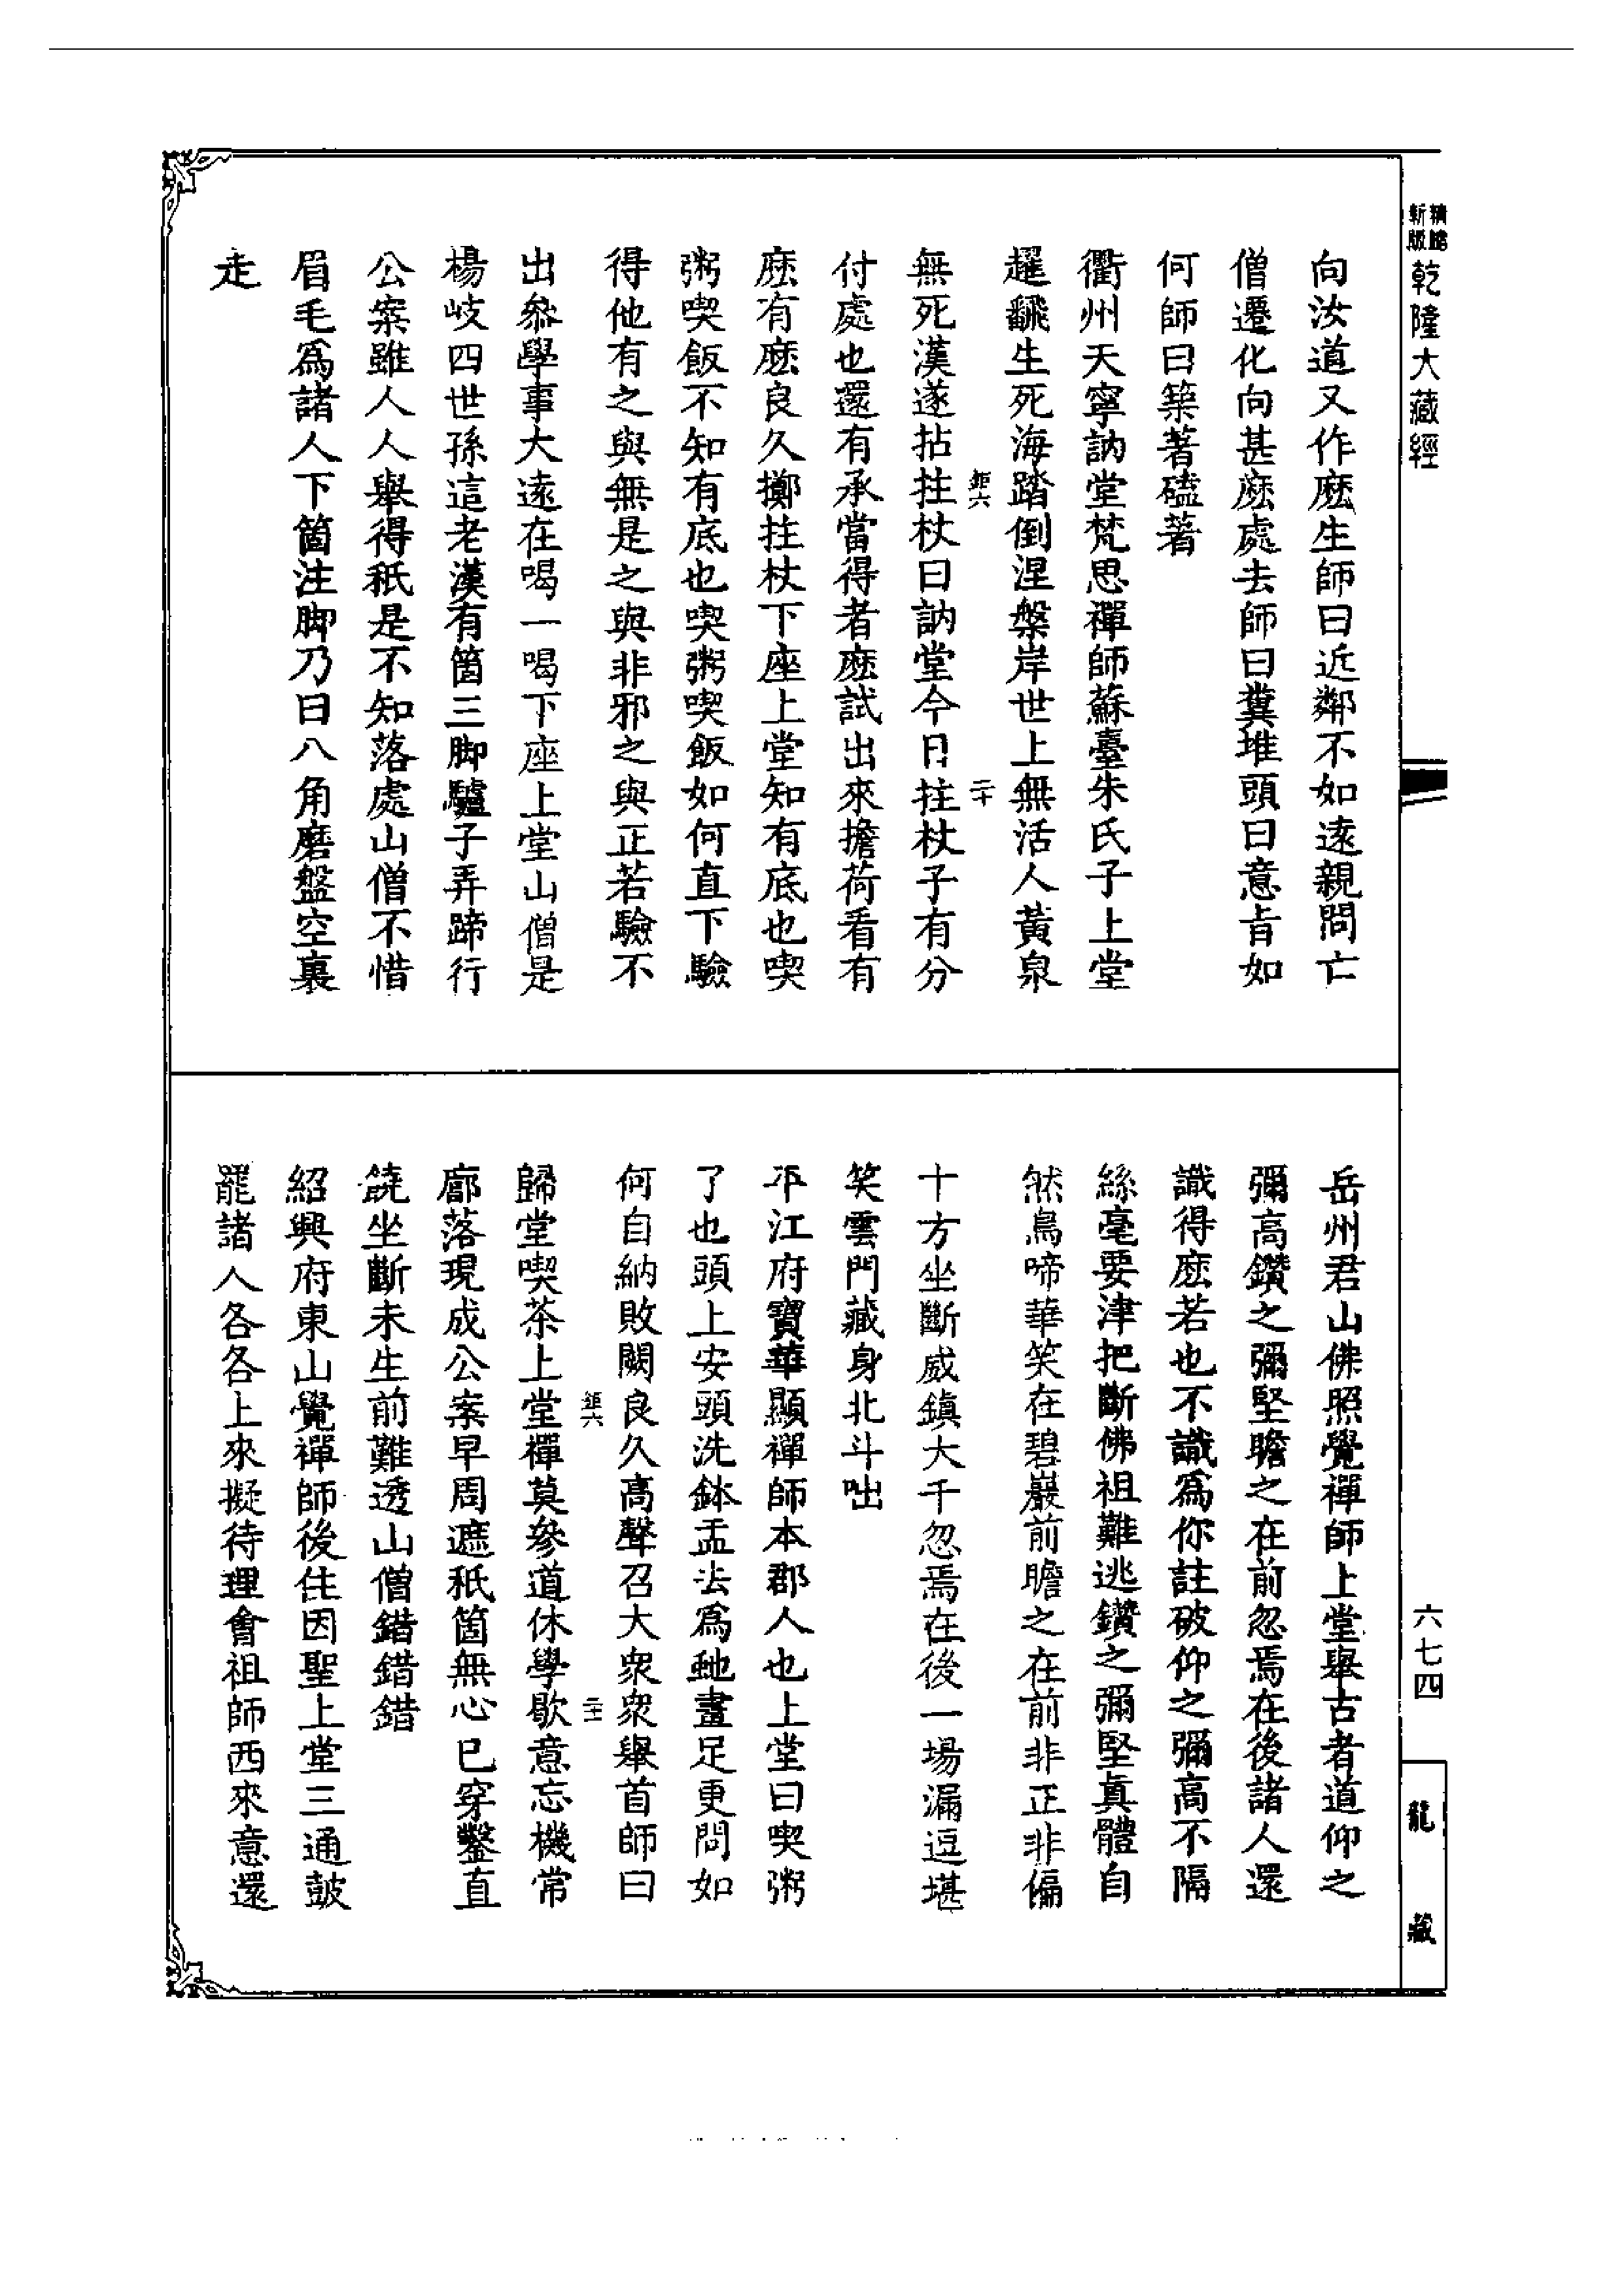 精鵰
新版
乾隆大藏經
向汝道又作麽生師曰近鄰不如遠親問亡
僧遷化向甚麽處去師曰糞堆頭曰意旨如
何師曰築著磕著
衢州天寧訥堂梵思禪師蘇臺朱氏子上堂
趯飜生死海踏倒涅槃岸世上無活人黃泉
鉅六
二十
無死漢遂拈拄杖曰訥堂今日拄杖子有分
付處也還有承當得者麽試出來擔荷看有
麽有麽良久擲拄杖下座上堂知有底也喫
粥喫飯不知有底也喫粥喫飯如何直下驗
得他有之與無是之與非邪之與正若驗不
出參學事大遠在喝一喝下座上堂山僧是
楊岐四世孫這老漢有箇三脚驢子弄蹄行
公案雖人人舉得秖是不知落處山僧不惜
眉毛爲諸人下箇注脚乃曰八角磨盤空裏
走
岳州君山佛照覺禪師上堂舉古者道仰之
彌高鑽之彌堅瞻之在前忽焉在後諸人還
識得麽若也不識爲你註破仰之彌高不隔
絲毫要津把斷佛祖難逃鑽之彌堅眞體自
然鳥啼華笑在碧巖前瞻之在前非正非偏
十方坐斷威鎮大千忽焉在後一場漏逗堪
笑雲門藏身北斗咄
平江府寶華顯禪師本郡人也上堂曰喫粥
了也頭上安頭洗鉢盂去爲虵畫足更問如
何自納敗闕良久高聲召大衆衆舉首師曰
鉅六
二十一
歸堂喫茶上堂禪莫參道休學歇意忘機常
廓落現成公案早周遮秖箇無心已穿鑿直
饒坐斷未生前難透山僧錯錯錯
紹興府東山覺禪師後住因聖上堂三通鼓
罷諸人各各上來擬待理會祖師西來意還
六七四
龍藏